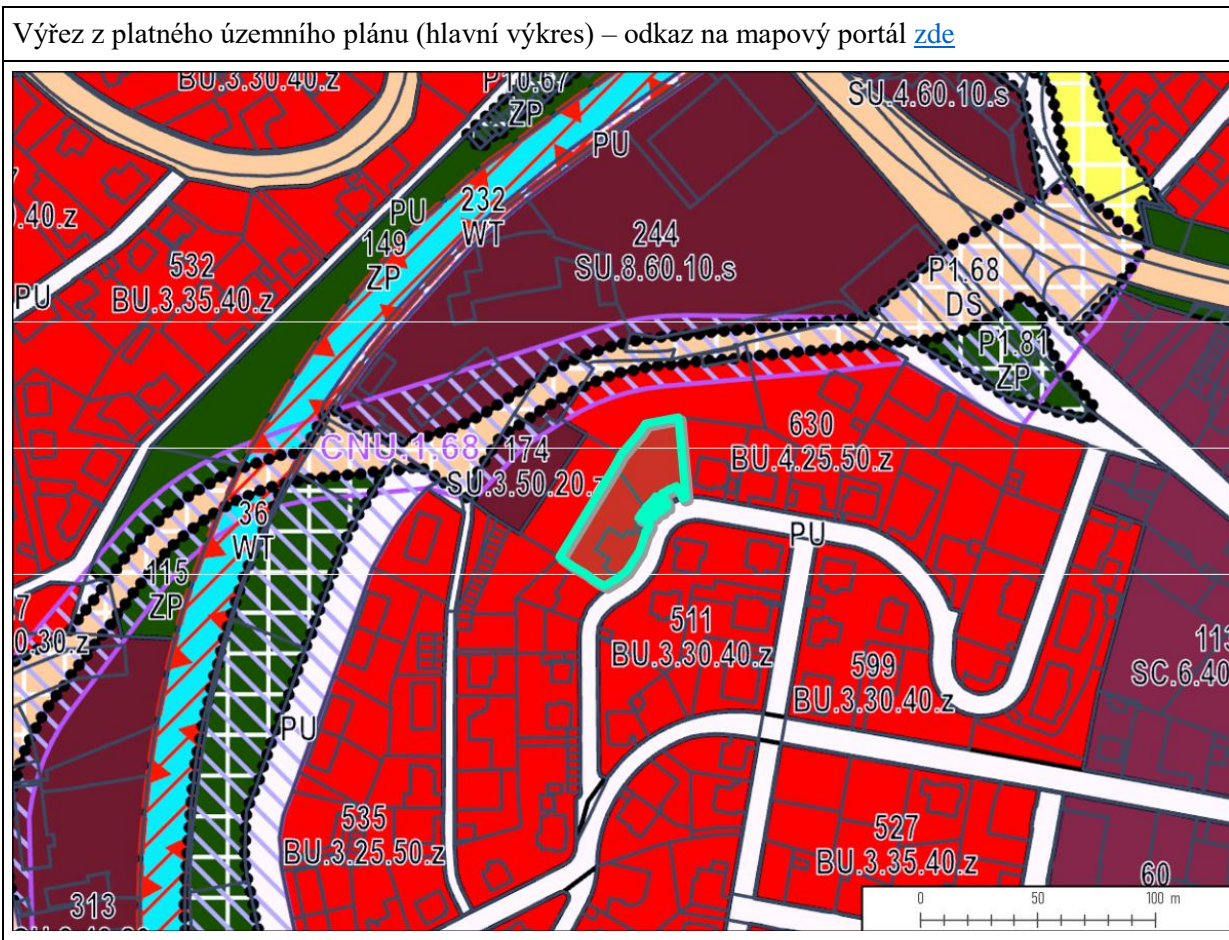 Výřez z platného územního plánu (hlavní výkres) – odkaz na mapový portál zde
BU.3.30.40.z
P10.67
ZP
SU.4.60.10.s
PU
.40.z
PU
232
WT
149
ZP
532
BU.3.35.40.z
244
SU.8.60.10.s
P1.68
DS
PU
P1.81
ZP
630
BU.4.25.50.z
CNU.1.68
174
SU.3.50.20.
36
WT
PU
115
ZP
7
0.30.z
511
BU.3.30.40.z
599
BU.3.30.40.z
113
SC.6.40
PU
535
BU.3.25.50.z
527
BU.3.35.40.z
60
313
0 50 100 m